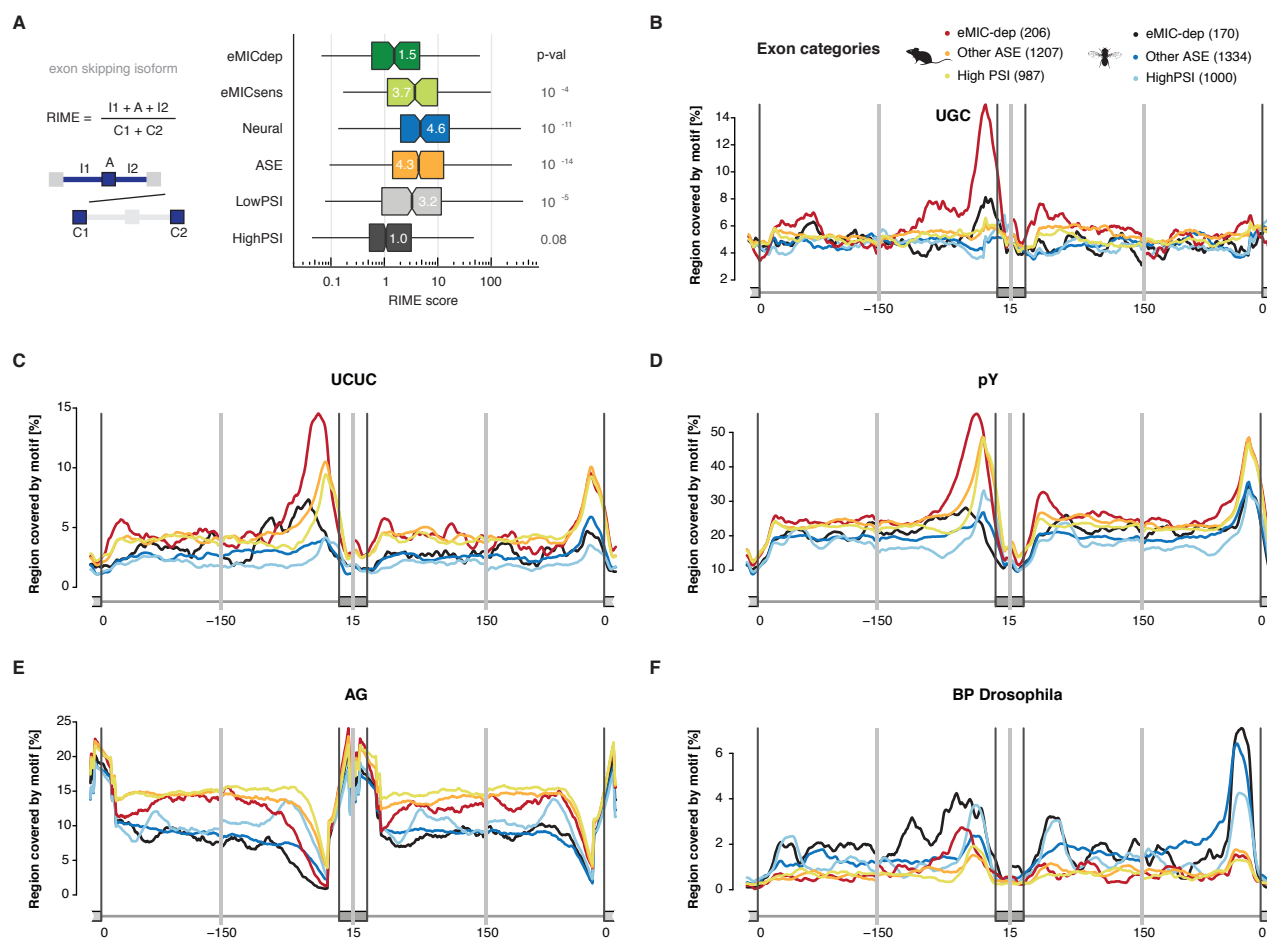 A
exon skipping isoform
RIME =
I1 + A + I2
C1 + C2
I1
A
I2
C1
C2
eMICdep
1.5
p-val
eMICsens
3.7
10 -4
Neural
4.6
10 -11
ASE
4.3
10 -14
LowPSI
3.2
10 -5
HighPSI
1.0
0.08
0.1
1
10
100
RIME score
B
Exon categories
eMIC-dep (206)
Other ASE (1207)
High PSI (987)
eMIC-dep (170)
Other ASE (1334)
HighPSI (1000)
UGC
Region covered by motif [%]
14
12
10
8
6
4
2
0
−150
15
150
0
C
UCUC
Region covered by motif [%]
15
10
5
0
0
−150
15
150
0
D
pY
Region covered by motif [%]
50
40
30
20
10
0
−150
15
150
0
E
AG
Region covered by motif [%]
25
20
15
10
5
0
0
−150
15
150
0
F
BP Drosophila
Region covered by motif [%]
6
4
2
0
0
−150
15
150
0